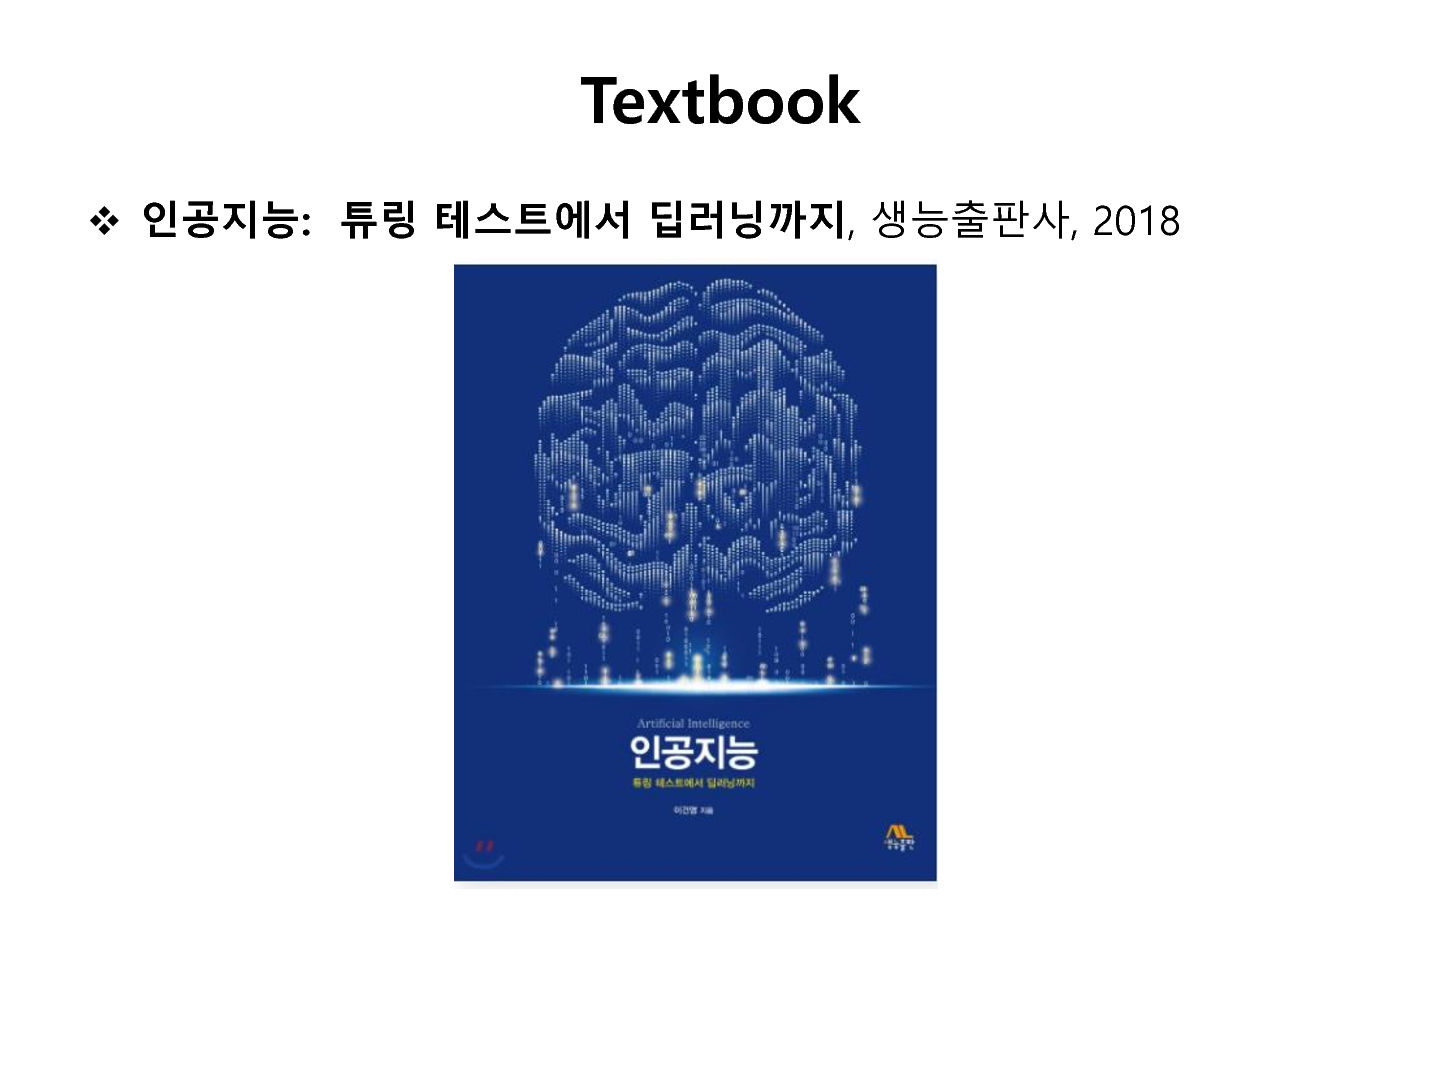 Textbook
❖ 인공지능: 튜링 테스트에서 딥러닝까지, 생능출판사, 2018
Artificial Intelligence
인공지능
튜링 테스트에서 딥러닝까지
이건명 지음
생능출판